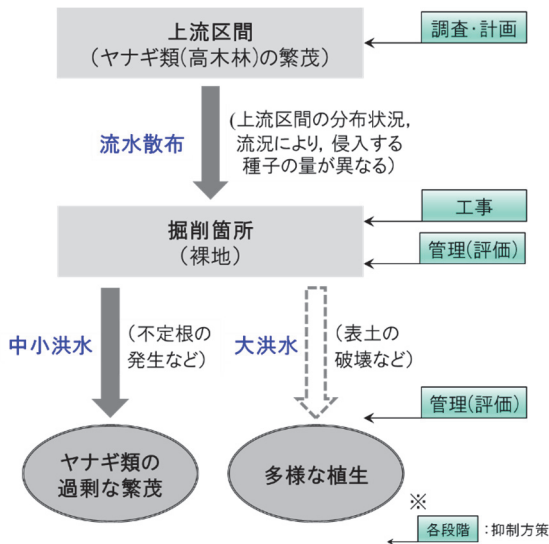 上流区間
(ヤナギ類(高木林)の繁茂)
調査・計画
流水散布
(上流区間の分布状況,
流況により, 侵入する
種子の量が異なる)
掘削箇所
(裸地)
工事
管理(評価)
中小洪水
(不定根の
発生など)
大洪水
(表土の
破壊など)
管理(評価)
ヤナギ類の
過剰な繁茂
多様な植生
※
各段階 :抑制方策